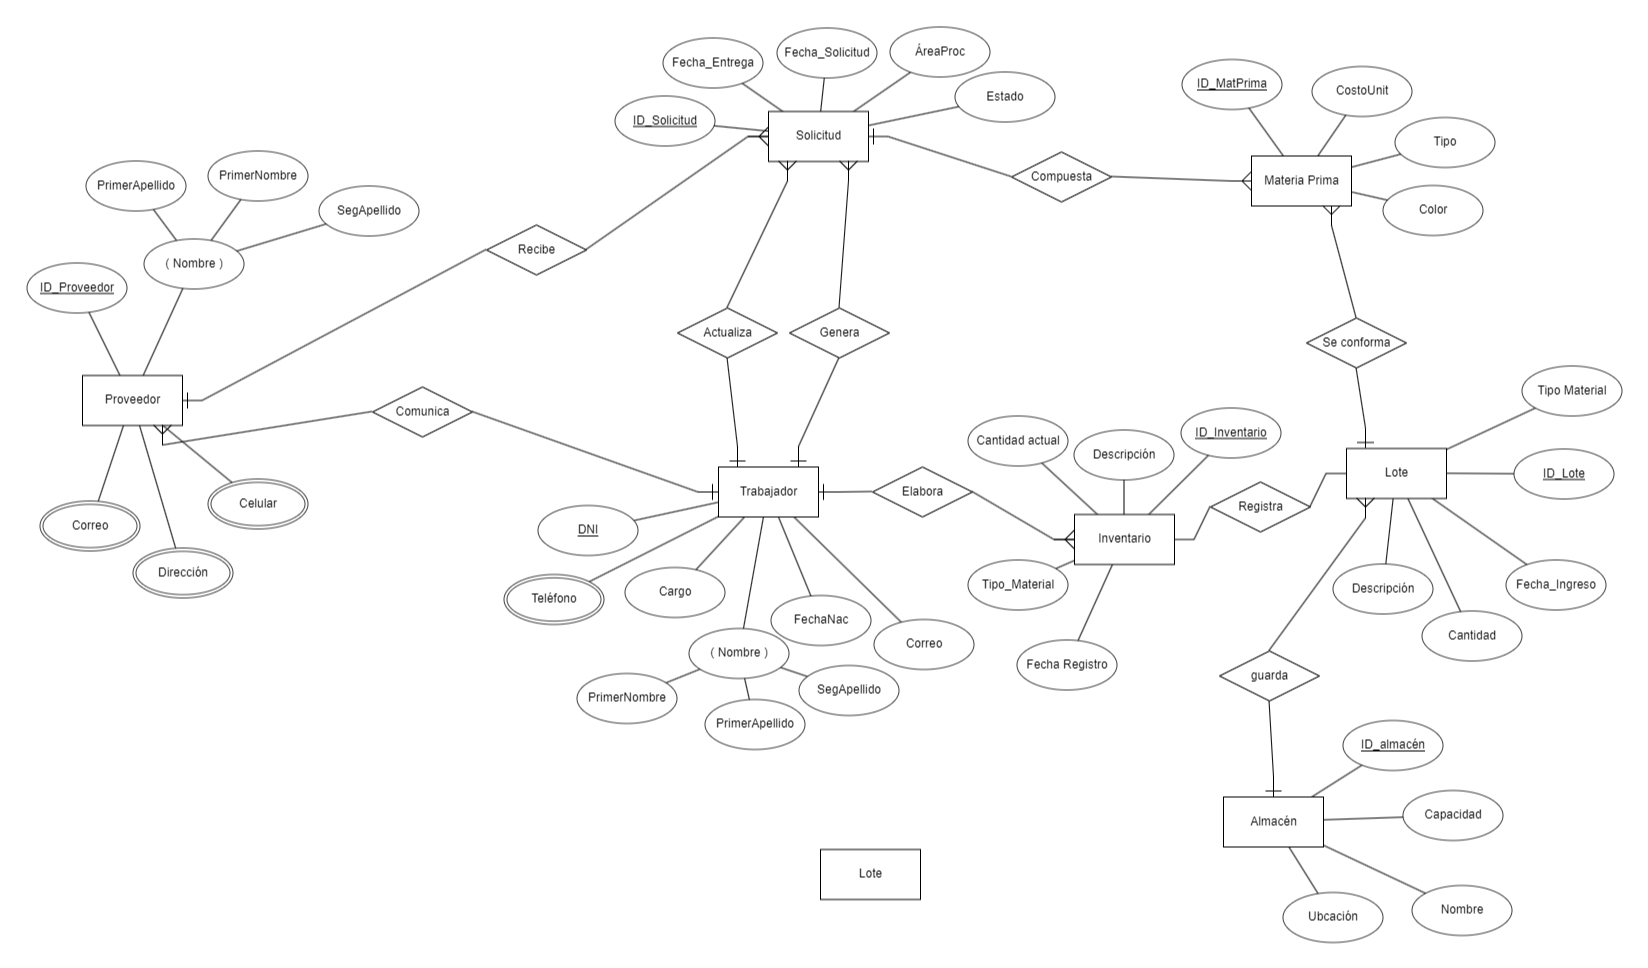 Fecha_Entrega
Fecha_Solicitud
ÁreaProc
Estado
ID_Solicitud
Solicitud
ID_MatPrima
CostoUnit
Tipo
Color
Materia Prima
Compuesta
PrimerApellido
PrimerNombre
SegApellido
( Nombre )
ID_Proveedor
Recibe
Actualiza
Genera
Se conforma
Proveedor
Comunica
Correo
Dirección
Celular
Trabajador
Elabora
DNI
Teléfono
Cargo
FechaNac
Correo
( Nombre )
PrimerNombre
PrimerApellido
SegApellido
Cantidad actual
Descripción
ID_Inventario
Inventario
Tipo_Material
Fecha Registro
Registra
Tipo Material
Lote
ID_Lote
Descripción
Fecha_Ingreso
Cantidad
guarda
ID_almacén
Almacén
Capacidad
Ubcación
Nombre
Lote